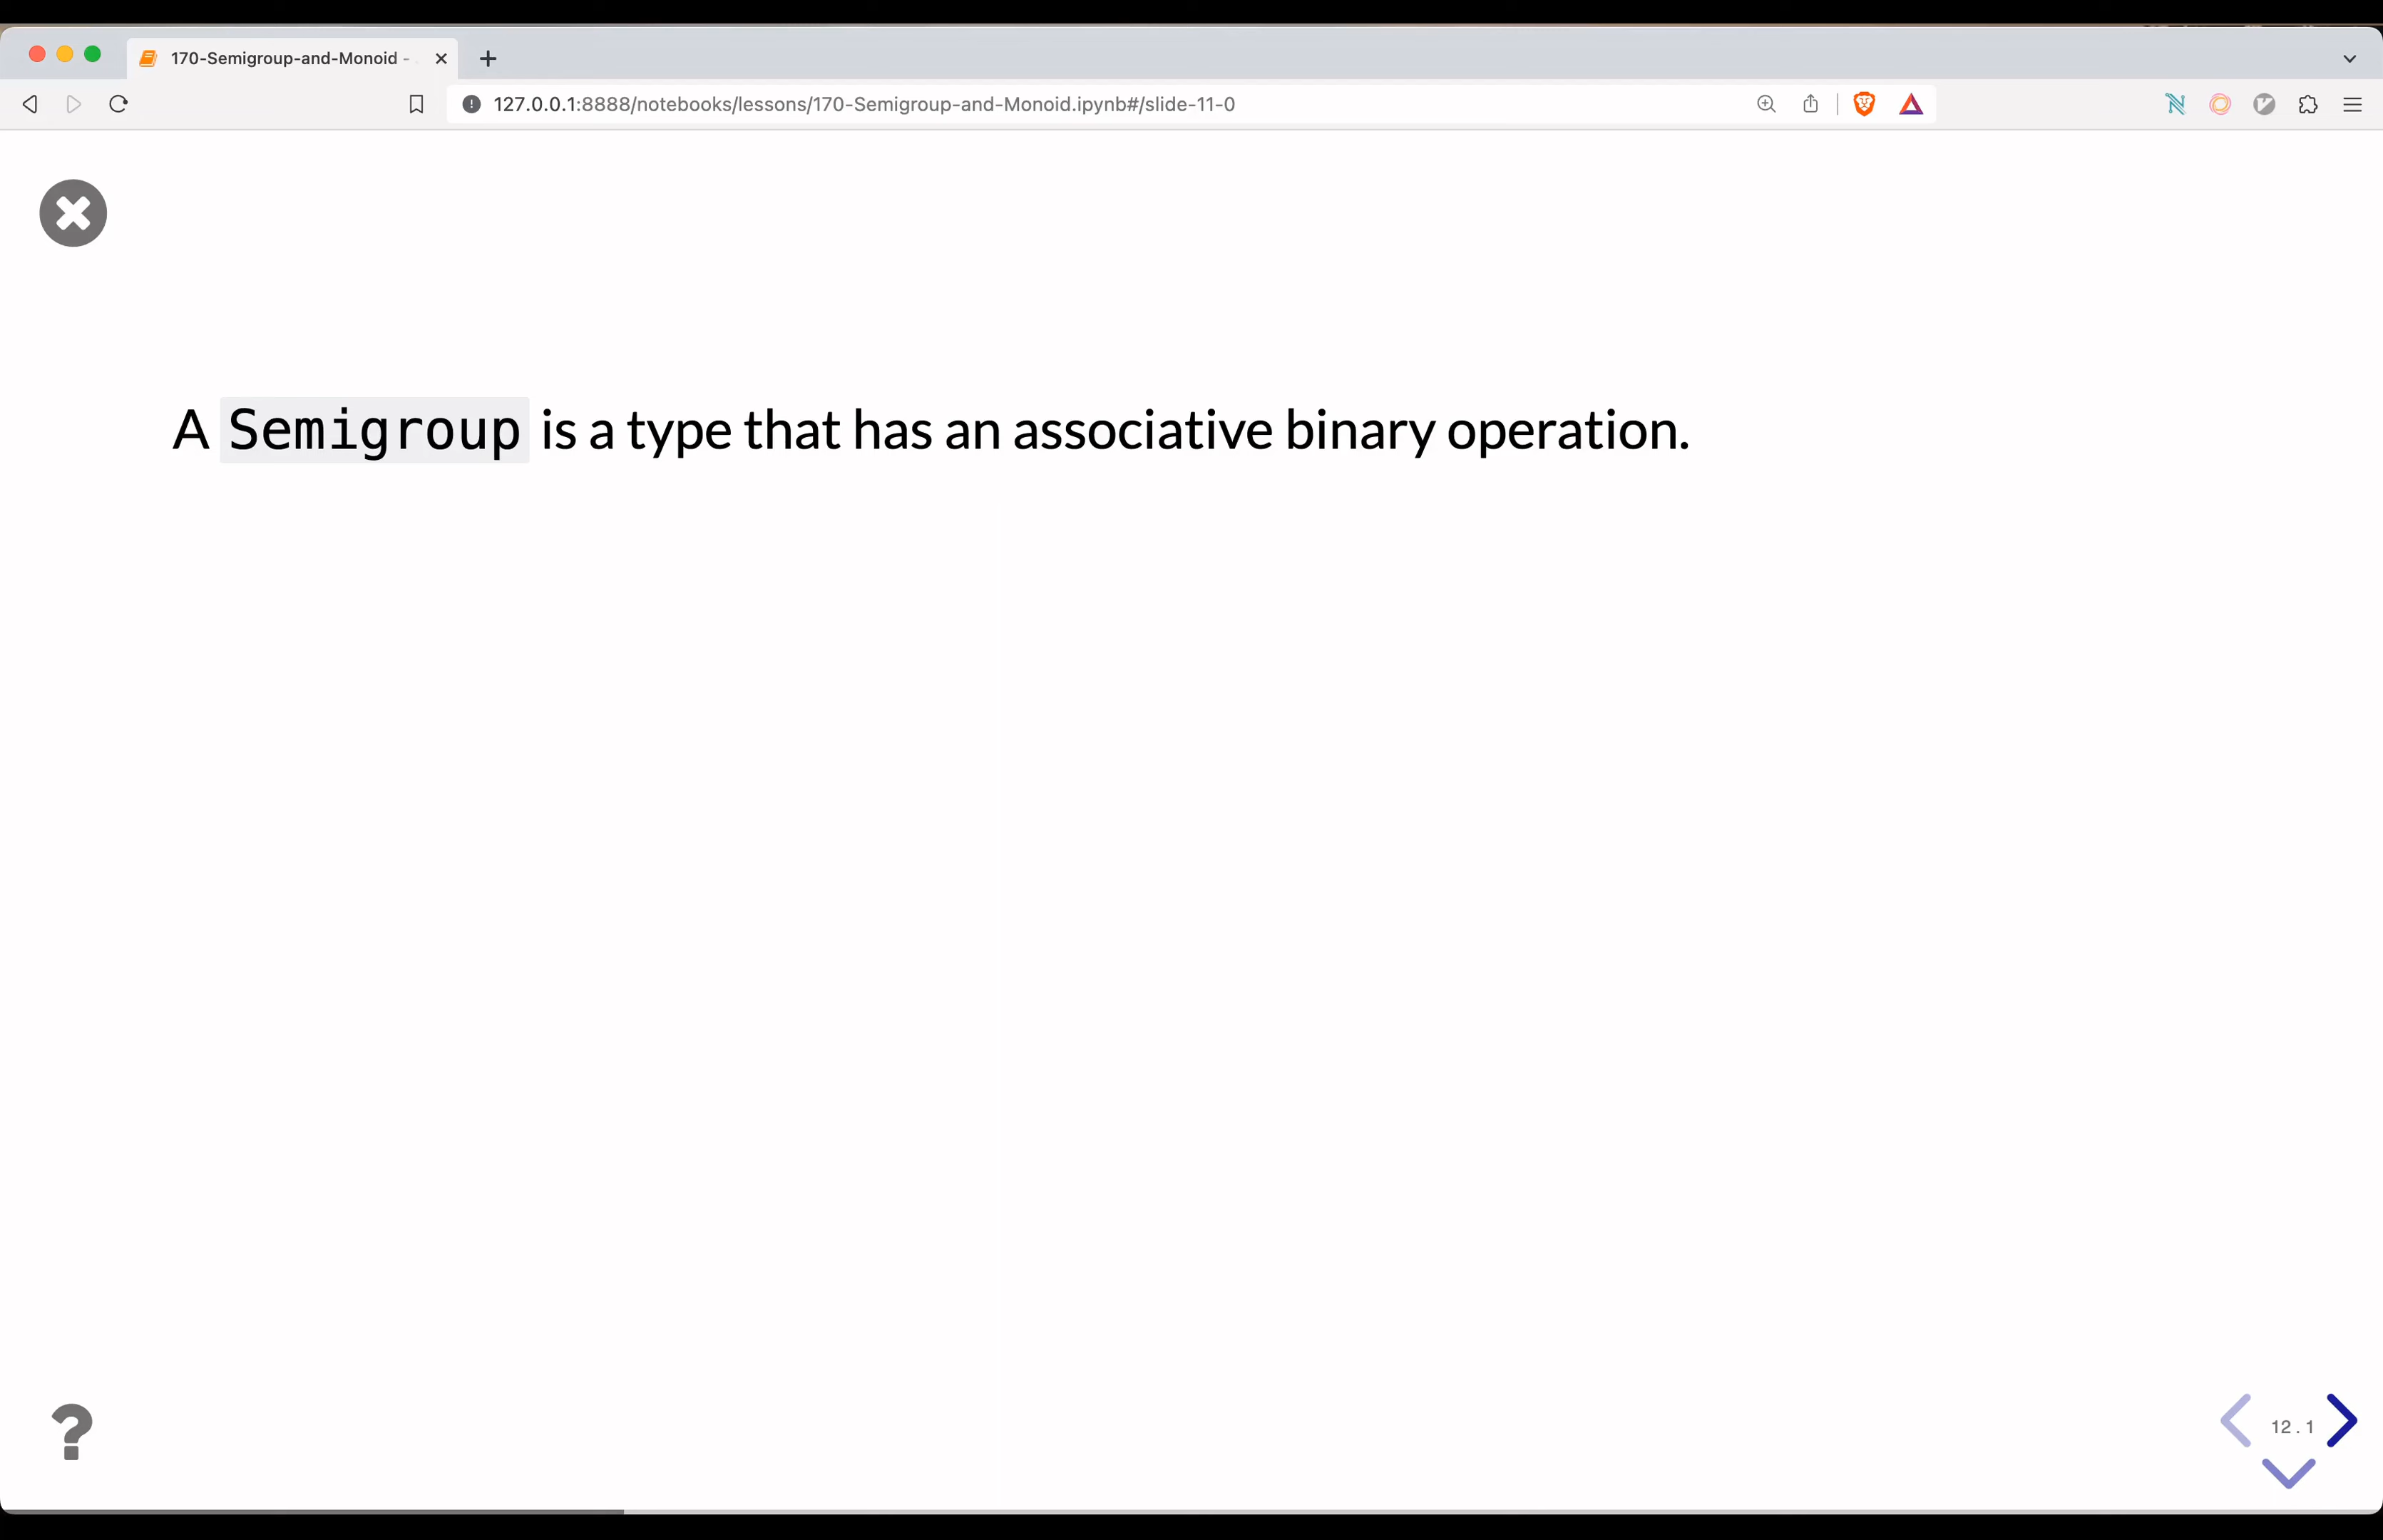 170-Semigroup-and-Monoid -
127.0.0.1:8888/notebooks/lessons/170-Semigroup-and-Monoid.ipynb#/slide-11-0
A Semigroup is a type that has an associative binary operation.
?
12.1